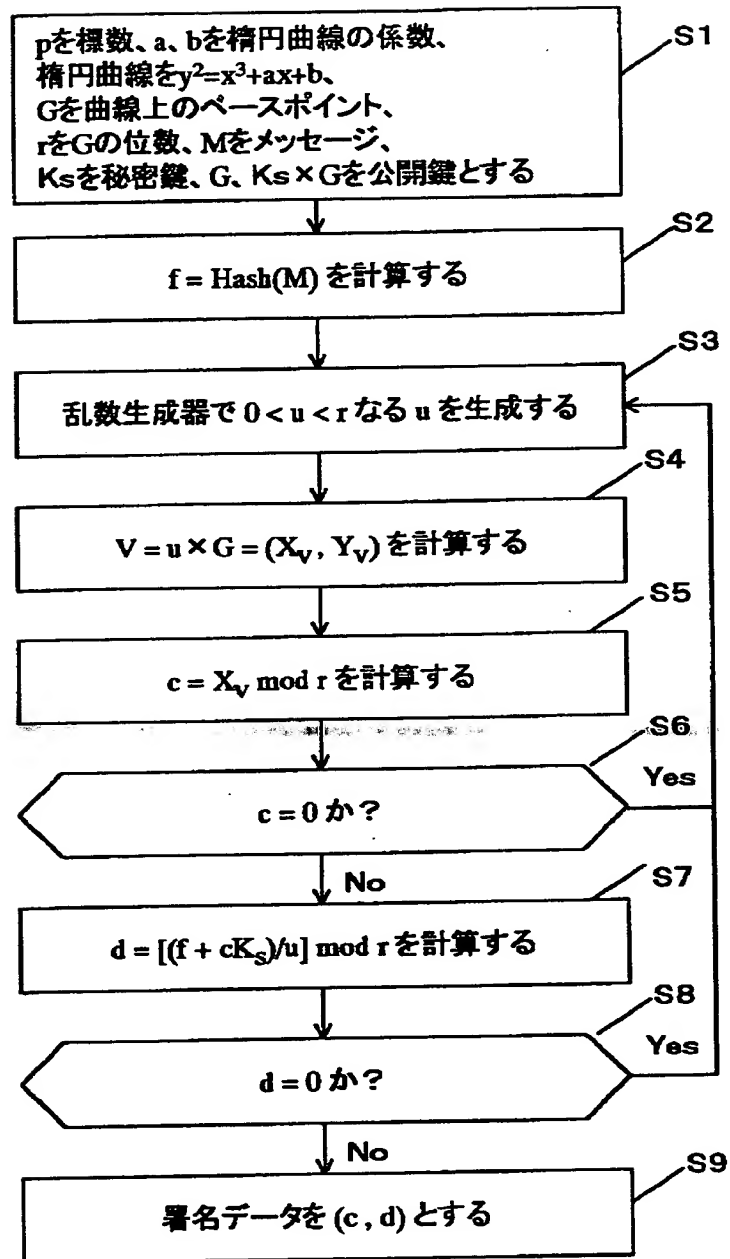 pを標数、a、bを楕円曲線の係数、
楕円曲線をy²=x³+ax+b、
Gを曲線上のベースポイント、
rをGの位数、Mをメッセージ、
Ksを秘密鍵、G、Ks×Gを公開鍵とする
S1
S2
f = Hash(M) を計算する
S3
乱数生成器で 0 < u < r なる u を生成する
S4
V = u × G = (X_V , Y_V) を計算する
S5
c = X_V mod r を計算する
S6
Yes
c = 0 か?
No
S7
d = [(f + cK_S)/u] mod r を計算する
S8
Yes
d = 0 か?
No
S9
署名データを (c , d) とする